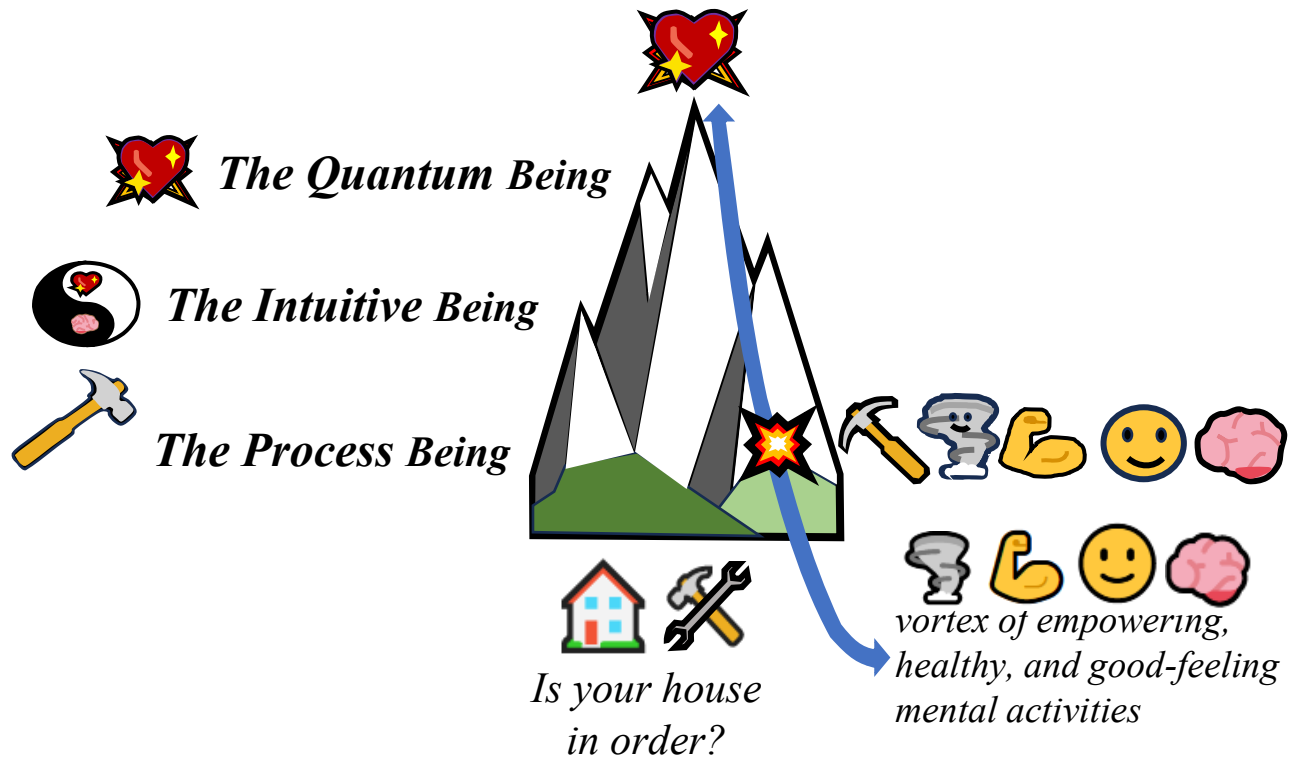 The Quantum Being
The Intuitive Being
The Process Being
Is your house
in order?
vortex of empowering,
healthy, and good-feeling
mental activities